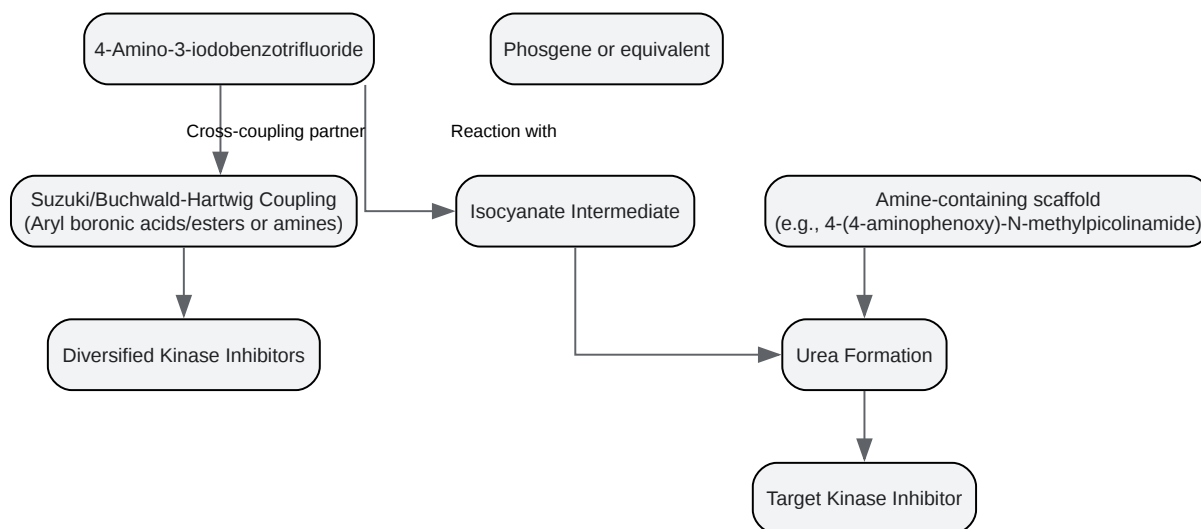 4-Amino-3-iodobenzotrifluoride
Phosgene or equivalent
Cross-coupling partner
Reaction with
Suzuki/Buchwald-Hartwig Coupling
(Aryl boronic acids/esters or amines)
Isocyanate Intermediate
Amine-containing scaffold
(e.g., 4-(4-aminophenoxy)-N-methylpicolinamide)
Diversified Kinase Inhibitors
Urea Formation
Target Kinase Inhibitor